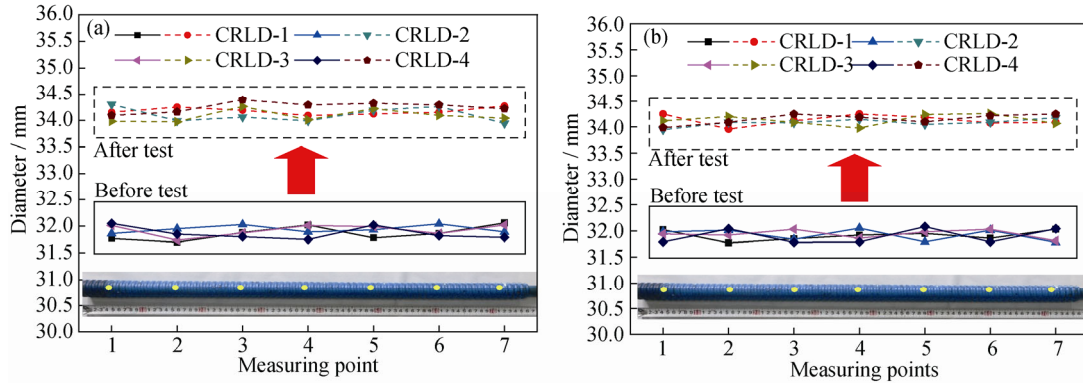 (a)
CRLD-1 CRLD-2
CRLD-3 CRLD-4
After test
Before test
36.0
35.5
35.0
34.5
34.0
33.5
33.0
32.0
31.5
31.0
30.5
30.0
Diameter / mm
1 2 3 4 5 6 7
Measuring point
(b)
CRLD-1 CRLD-2
CRLD-3 CRLD-4
After test
Before test
36.0
35.5
35.0
34.5
34.0
33.5
33.0
32.5
32.0
31.5
31.0
30.5
30.0
Diameter / mm
1 2 3 4 5 6 7
Measuring points